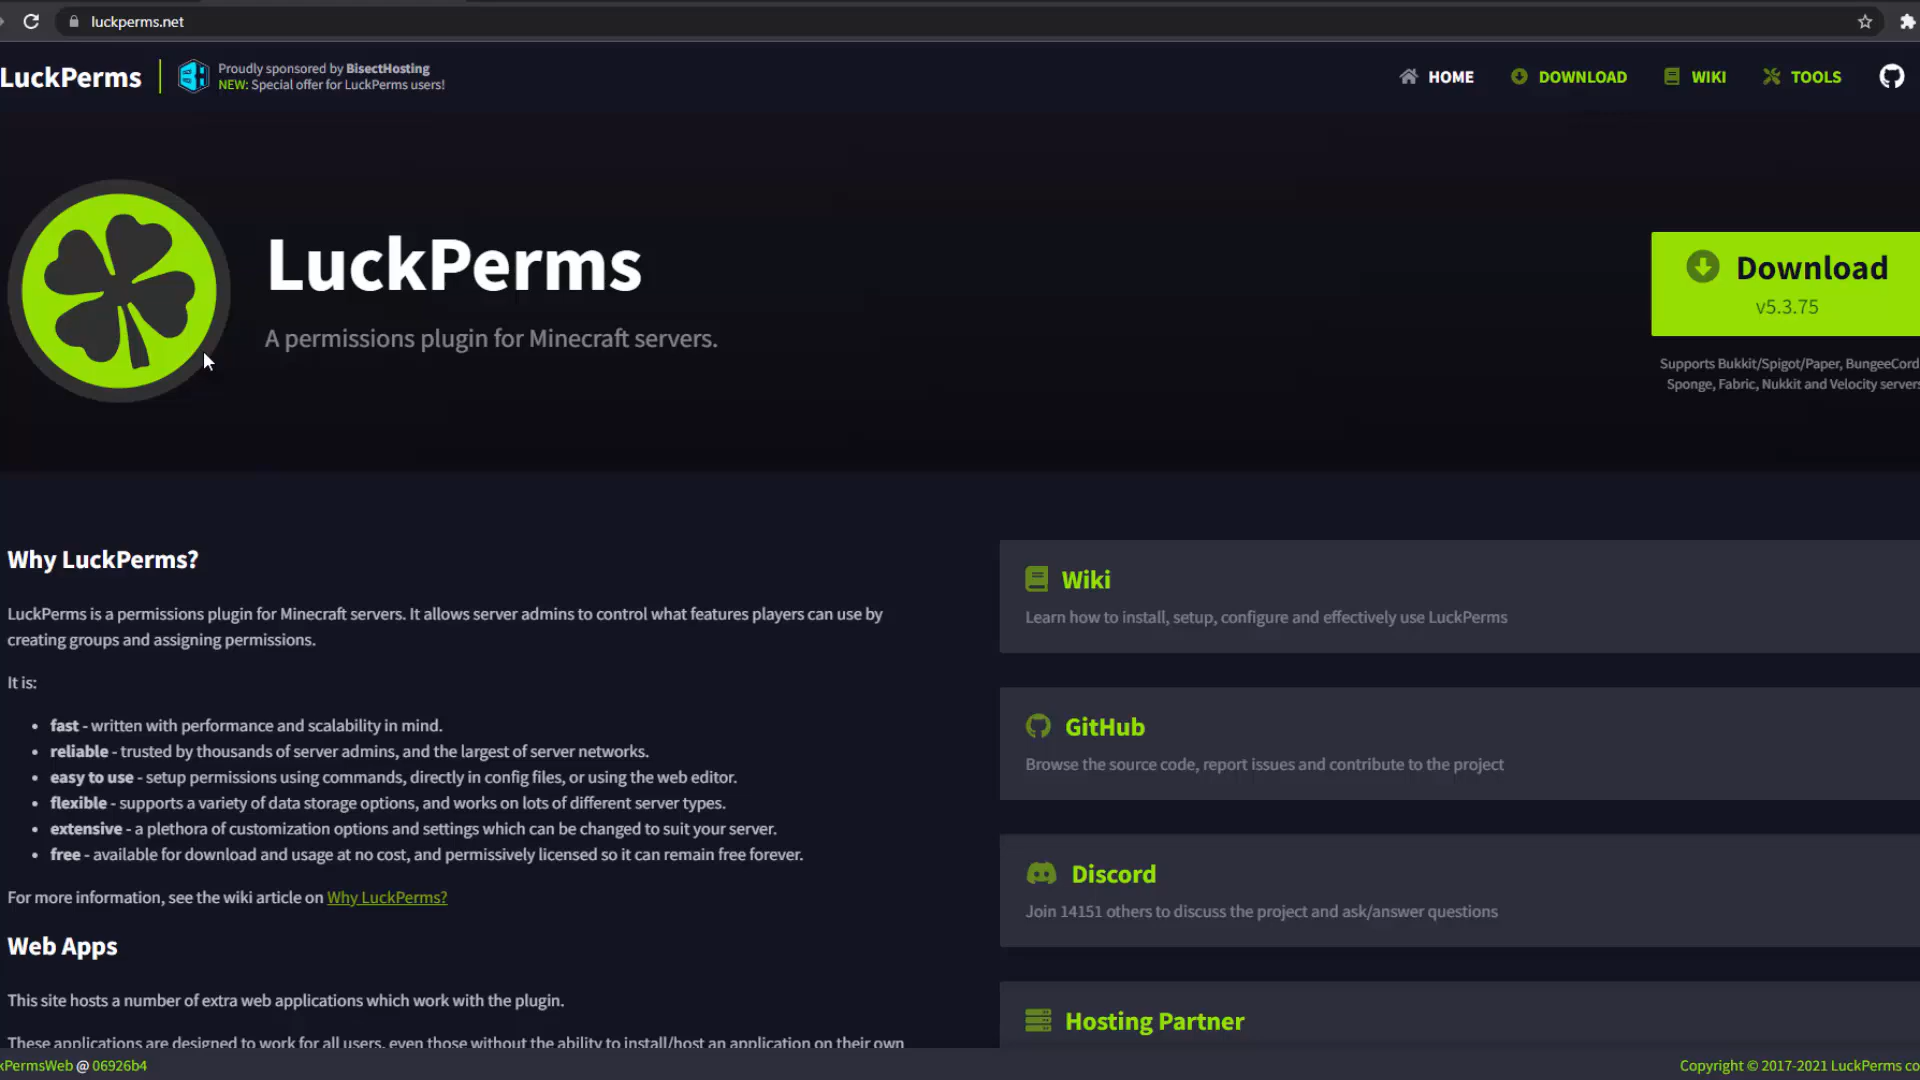 luckperms.net
LuckPerms
Proudly sponsored by BisectHosting
NEW: Special offer for LuckPerms users!
HOME
DOWNLOAD
WIKI
TOOLS
LuckPerms
A permissions plugin for Minecraft servers.
Download
v5.3.75
Supports Bukkit/Spigot/Paper, BungeeCord
Sponge, Fabric, Nukkit and Velocity servers
Why LuckPerms?
LuckPerms is a permissions plugin for Minecraft servers. It allows server admins to control what features players can use by
creating groups and assigning permissions.
It is:
• fast - written with performance and scalability in mind.
• reliable - trusted by thousands of server admins, and the largest of server networks.
• easy to use - setup permissions using commands, directly in config files, or using the web editor.
• flexible - supports a variety of data storage options, and works on lots of different server types.
• extensive - a plethora of customization options and settings which can be changed to suit your server.
• free - available for download and usage at no cost, and permissively licensed so it can remain free forever.
For more information, see the wiki article on Why LuckPerms?
Web Apps
This site hosts a number of extra web applications which work with the plugin.
These applications are designed to work for all users, even those without the ability to install/host an application on their own
Wiki
Learn how to install, setup, configure and effectively use LuckPerms
GitHub
Browse the source code, report issues and contribute to the project
Discord
Join 14151 others to discuss the project and ask/answer questions
Hosting Partner
kPermsWeb @ 06926b4
Copyright © 2017-2021 LuckPerms co